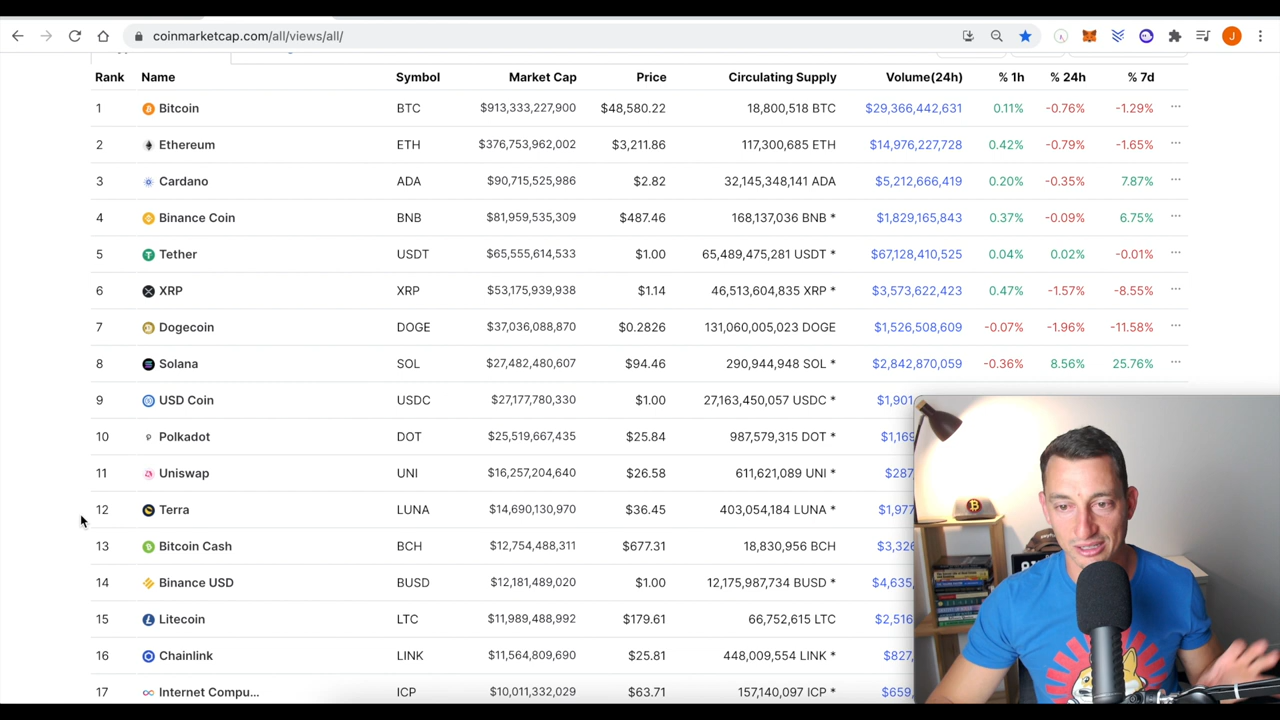 coinmarketcap.com/all/views/all/
J
Rank Name Symbol Market Cap Price Circulating Supply Volume(24h) % 1h % 24h % 7d
1 Bitcoin BTC $913,333,227,900 $48,580.22 18,800,518 BTC $29,366,442,631 0.11% -0.76% -1.29% ...
2 Ethereum ETH $376,753,962,002 $3,211.86 117,300,685 ETH $14,976,227,728 0.42% -0.79% -1.65% ...
3 Cardano ADA $90,715,525,986 $2.82 32,145,348,141 ADA $5,212,666,419 0.20% -0.35% 7.87% ...
4 Binance Coin BNB $81,959,535,309 $487.46 168,137,036 BNB * $1,829,165,843 0.37% -0.09% 6.75% ...
5 Tether USDT $65,555,614,533 $1.00 65,489,475,281 USDT * $67,128,410,525 0.04% 0.02% -0.01% ...
6 XRP XRP $53,175,939,938 $1.14 46,513,604,835 XRP * $3,573,622,423 0.47% -1.57% -8.55% ...
7 Dogecoin DOGE $37,036,088,870 $0.2826 131,060,005,023 DOGE $1,526,508,609 -0.07% -1.96% -11.58% ...
8 Solana SOL $27,482,480,607 $94.46 290,944,948 SOL * $2,842,870,059 -0.36% 8.56% 25.76% ...
9 USD Coin USDC $27,177,780,330 $1.00 27,163,450,057 USDC * $1,901
10 Polkadot DOT $25,519,667,435 $25.84 987,579,315 DOT * $1,169
11 Uniswap UNI $16,257,204,640 $26.58 611,621,089 UNI * $287
12 Terra LUNA $14,690,130,970 $36.45 403,054,184 LUNA * $1,977
13 Bitcoin Cash BCH $12,754,488,311 $677.31 18,830,956 BCH $3,326
14 Binance USD BUSD $12,181,489,020 $1.00 12,175,987,734 BUSD * $4,635,
15 Litecoin LTC $11,989,488,992 $179.61 66,752,615 LTC $2,516
16 Chainlink LINK $11,564,809,690 $25.81 448,009,554 LINK * $827,
17 Internet Compu... ICP $10,011,332,029 $63.71 157,140,097 ICP * $659,